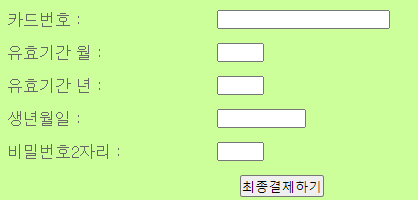 카드번호 :
유효기간 월 :
유효기간 년 :
생년월일 :
비밀번호2자리 :
최종결제하기